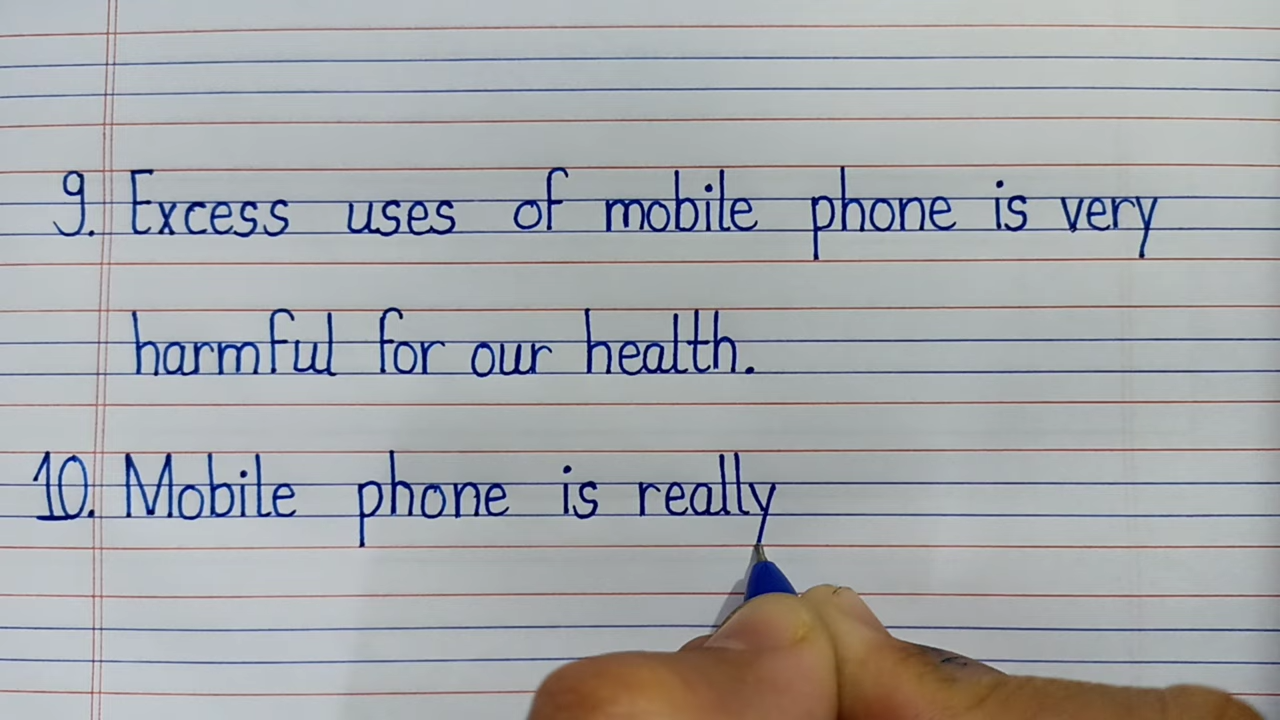 9. Excess uses of mobile phone is very
harmful for our health.
10. Mobile phone is really